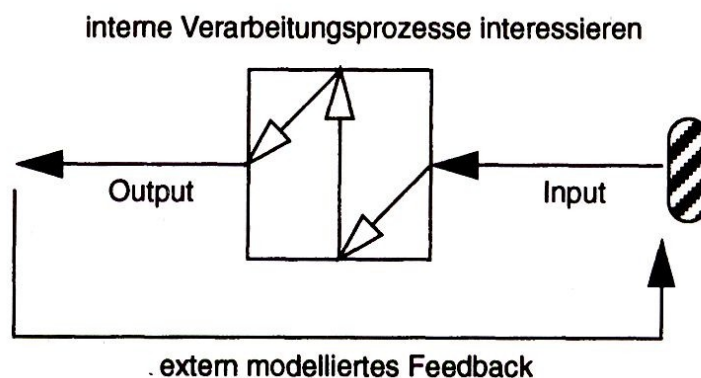 interne Verarbeitungsprozesse interessieren
Output
Input
extern modelliertes Feedback